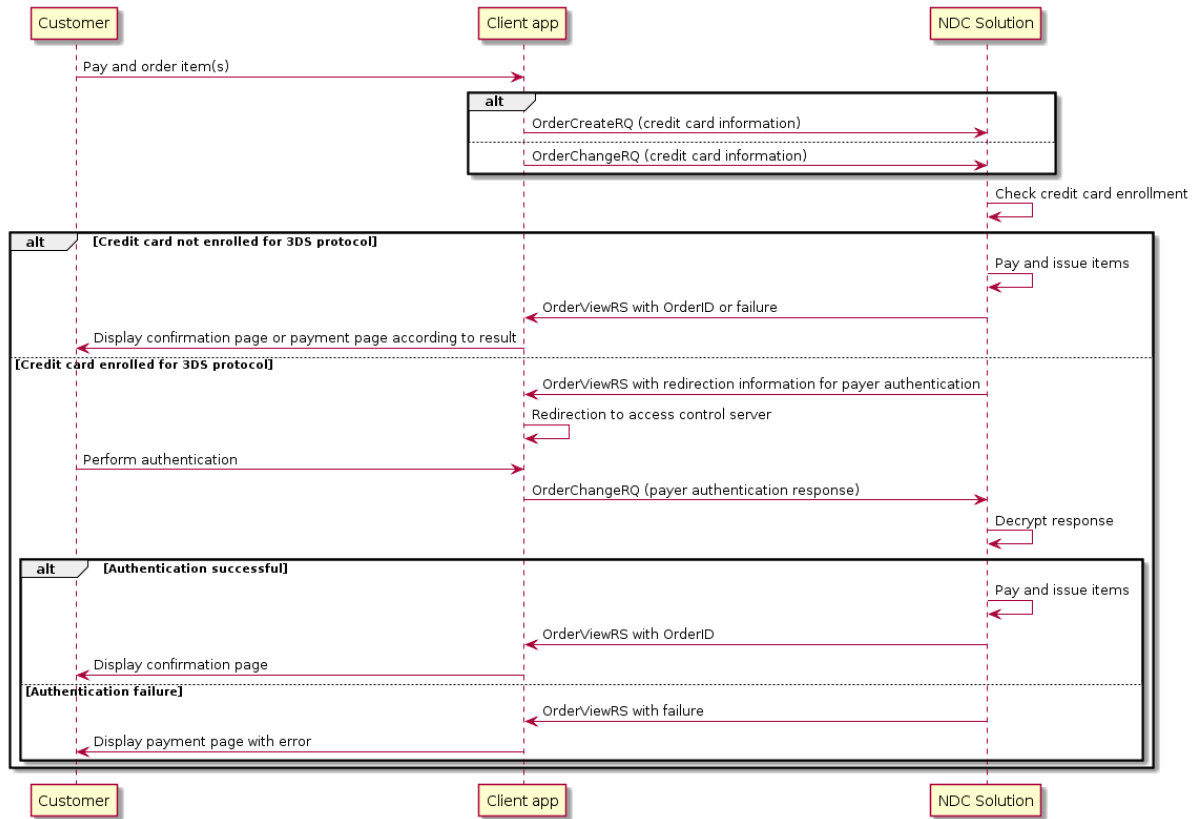 Customer
Client app
NDC Solution
Pay and order item(s)
alt
OrderCreateRQ (credit card information)
OrderChangeRQ (credit card information)
Check credit card enrollment
alt
[Credit card not enrolled for 3DS protocol]
Pay and issue items
OrderViewRS with OrderID or failure
Display confirmation page or payment page according to result
[Credit card enrolled for 3DS protocol]
OrderViewRS with redirection information for payer authentication
Redirection to access control server
Perform authentication
OrderChangeRQ (payer authentication response)
Decrypt response
alt
[Authentication successful]
Pay and issue items
OrderViewRS with OrderID
Display confirmation page
[Authentication failure]
OrderViewRS with failure
Display payment page with error
Customer
Client app
NDC Solution